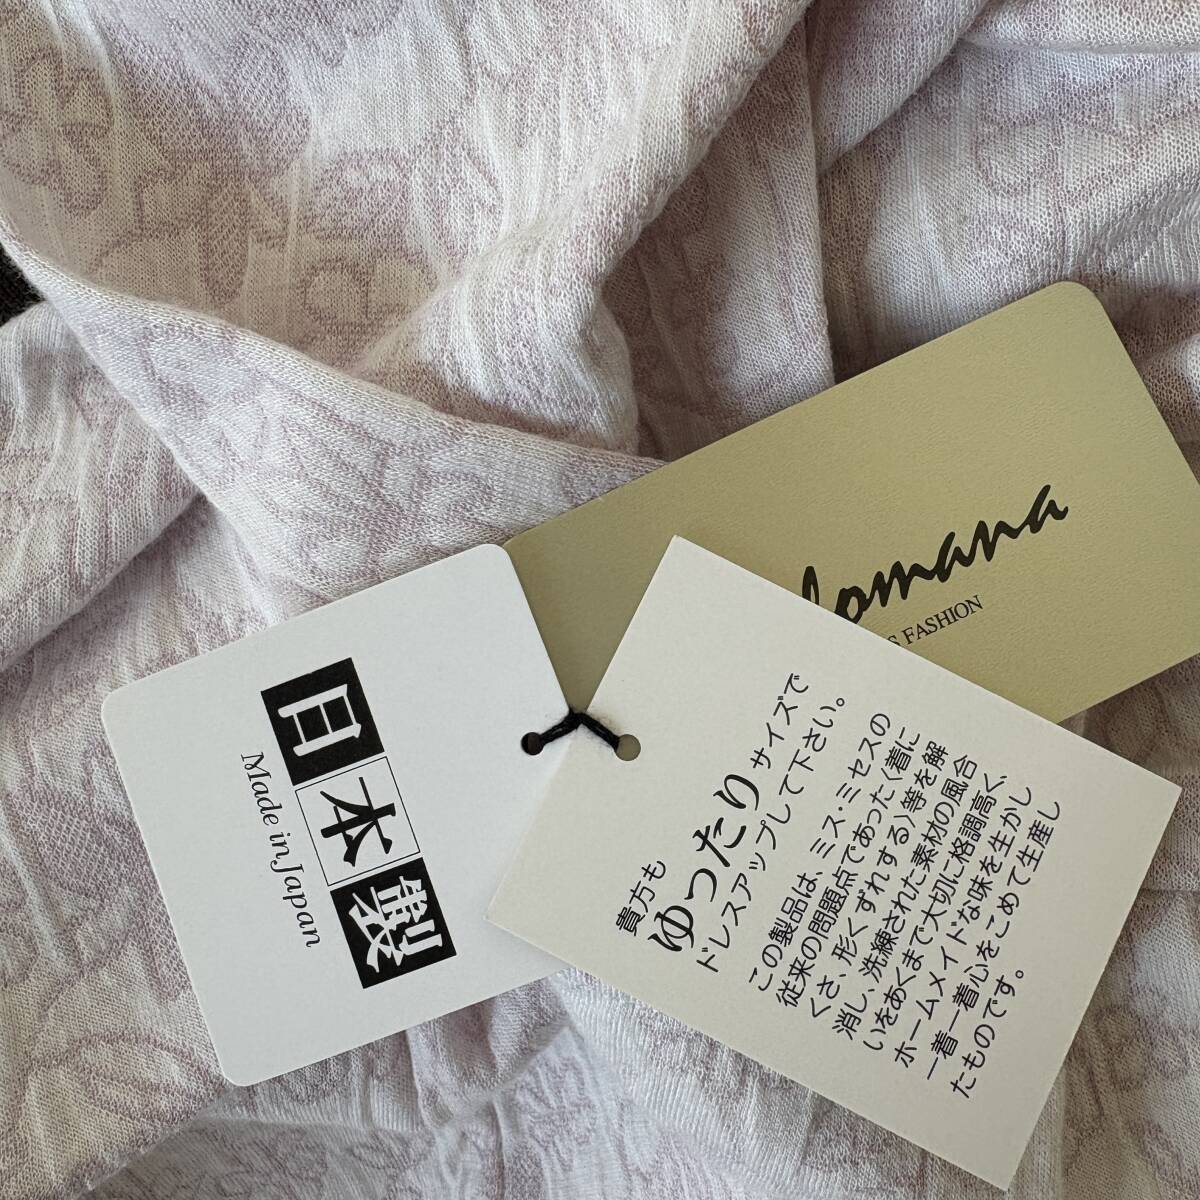 日本製
Made in Japan
貴方も
ゆったりサイズで
ドレスアップして下さい。
この製品は、ミス・ミセスの
従来の問題点であった〈着に
くさ、形くずれする〉等を解
消し、洗練された素材の風合
いをあくまで大切に格調高く、
ホームメイドな味を生かし
一着一着心をこめて生産し
たものです。
FASHION